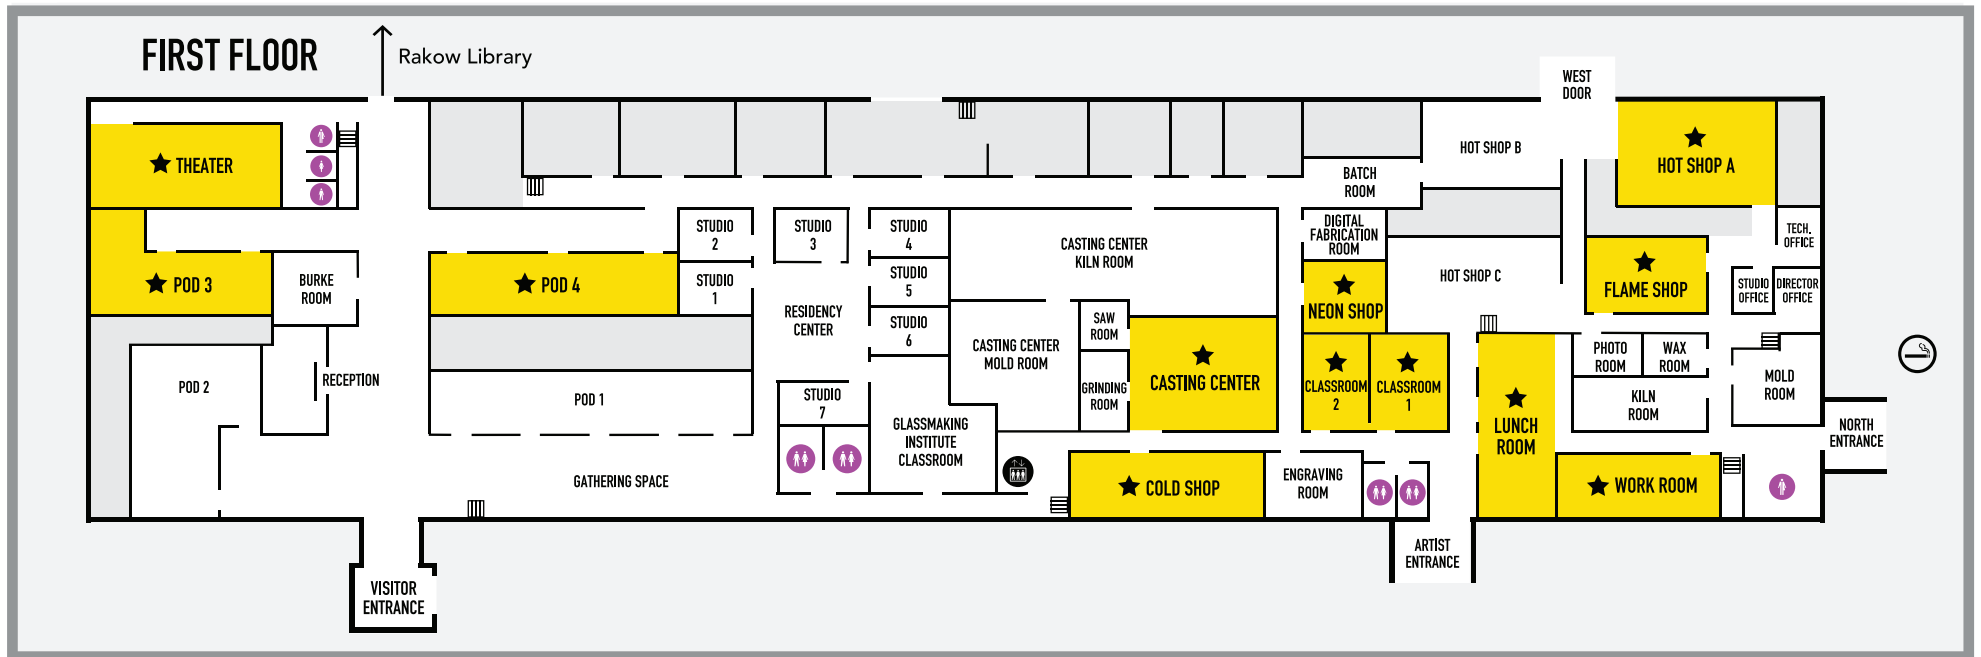 FIRST FLOOR
Rakow Library
WEST
DOOR
THEATER
HOT SHOP B
HOT SHOP A
BATCH
ROOM
STUDIO
2
STUDIO
3
STUDIO
4
CASTING CENTER
KILN ROOM
DIGITAL
FABRICATION
ROOM
TECH.
OFFICE
POD 3
BURKE
ROOM
POD 4
STUDIO
1
STUDIO
5
HOT SHOP C
FLAME SHOP
STUDIO
OFFICE
DIRECTOR
OFFICE
RESIDENCY
CENTER
STUDIO
6
SAW
ROOM
NEON SHOP
CASTING CENTER
MOLD ROOM
CASTING CENTER
PHOTO
ROOM
WAX
ROOM
POD 2
RECEPTION
POD 1
STUDIO
7
GRINDING
ROOM
CLASSROOM
2
CLASSROOM
1
KILN
ROOM
MOLD
ROOM
GLASSMAKING
INSTITUTE
CLASSROOM
LUNCH
ROOM
NORTH
ENTRANCE
GATHERING SPACE
COLD SHOP
ENGRAVING
ROOM
WORK ROOM
ARTIST
ENTRANCE
VISITOR
ENTRANCE